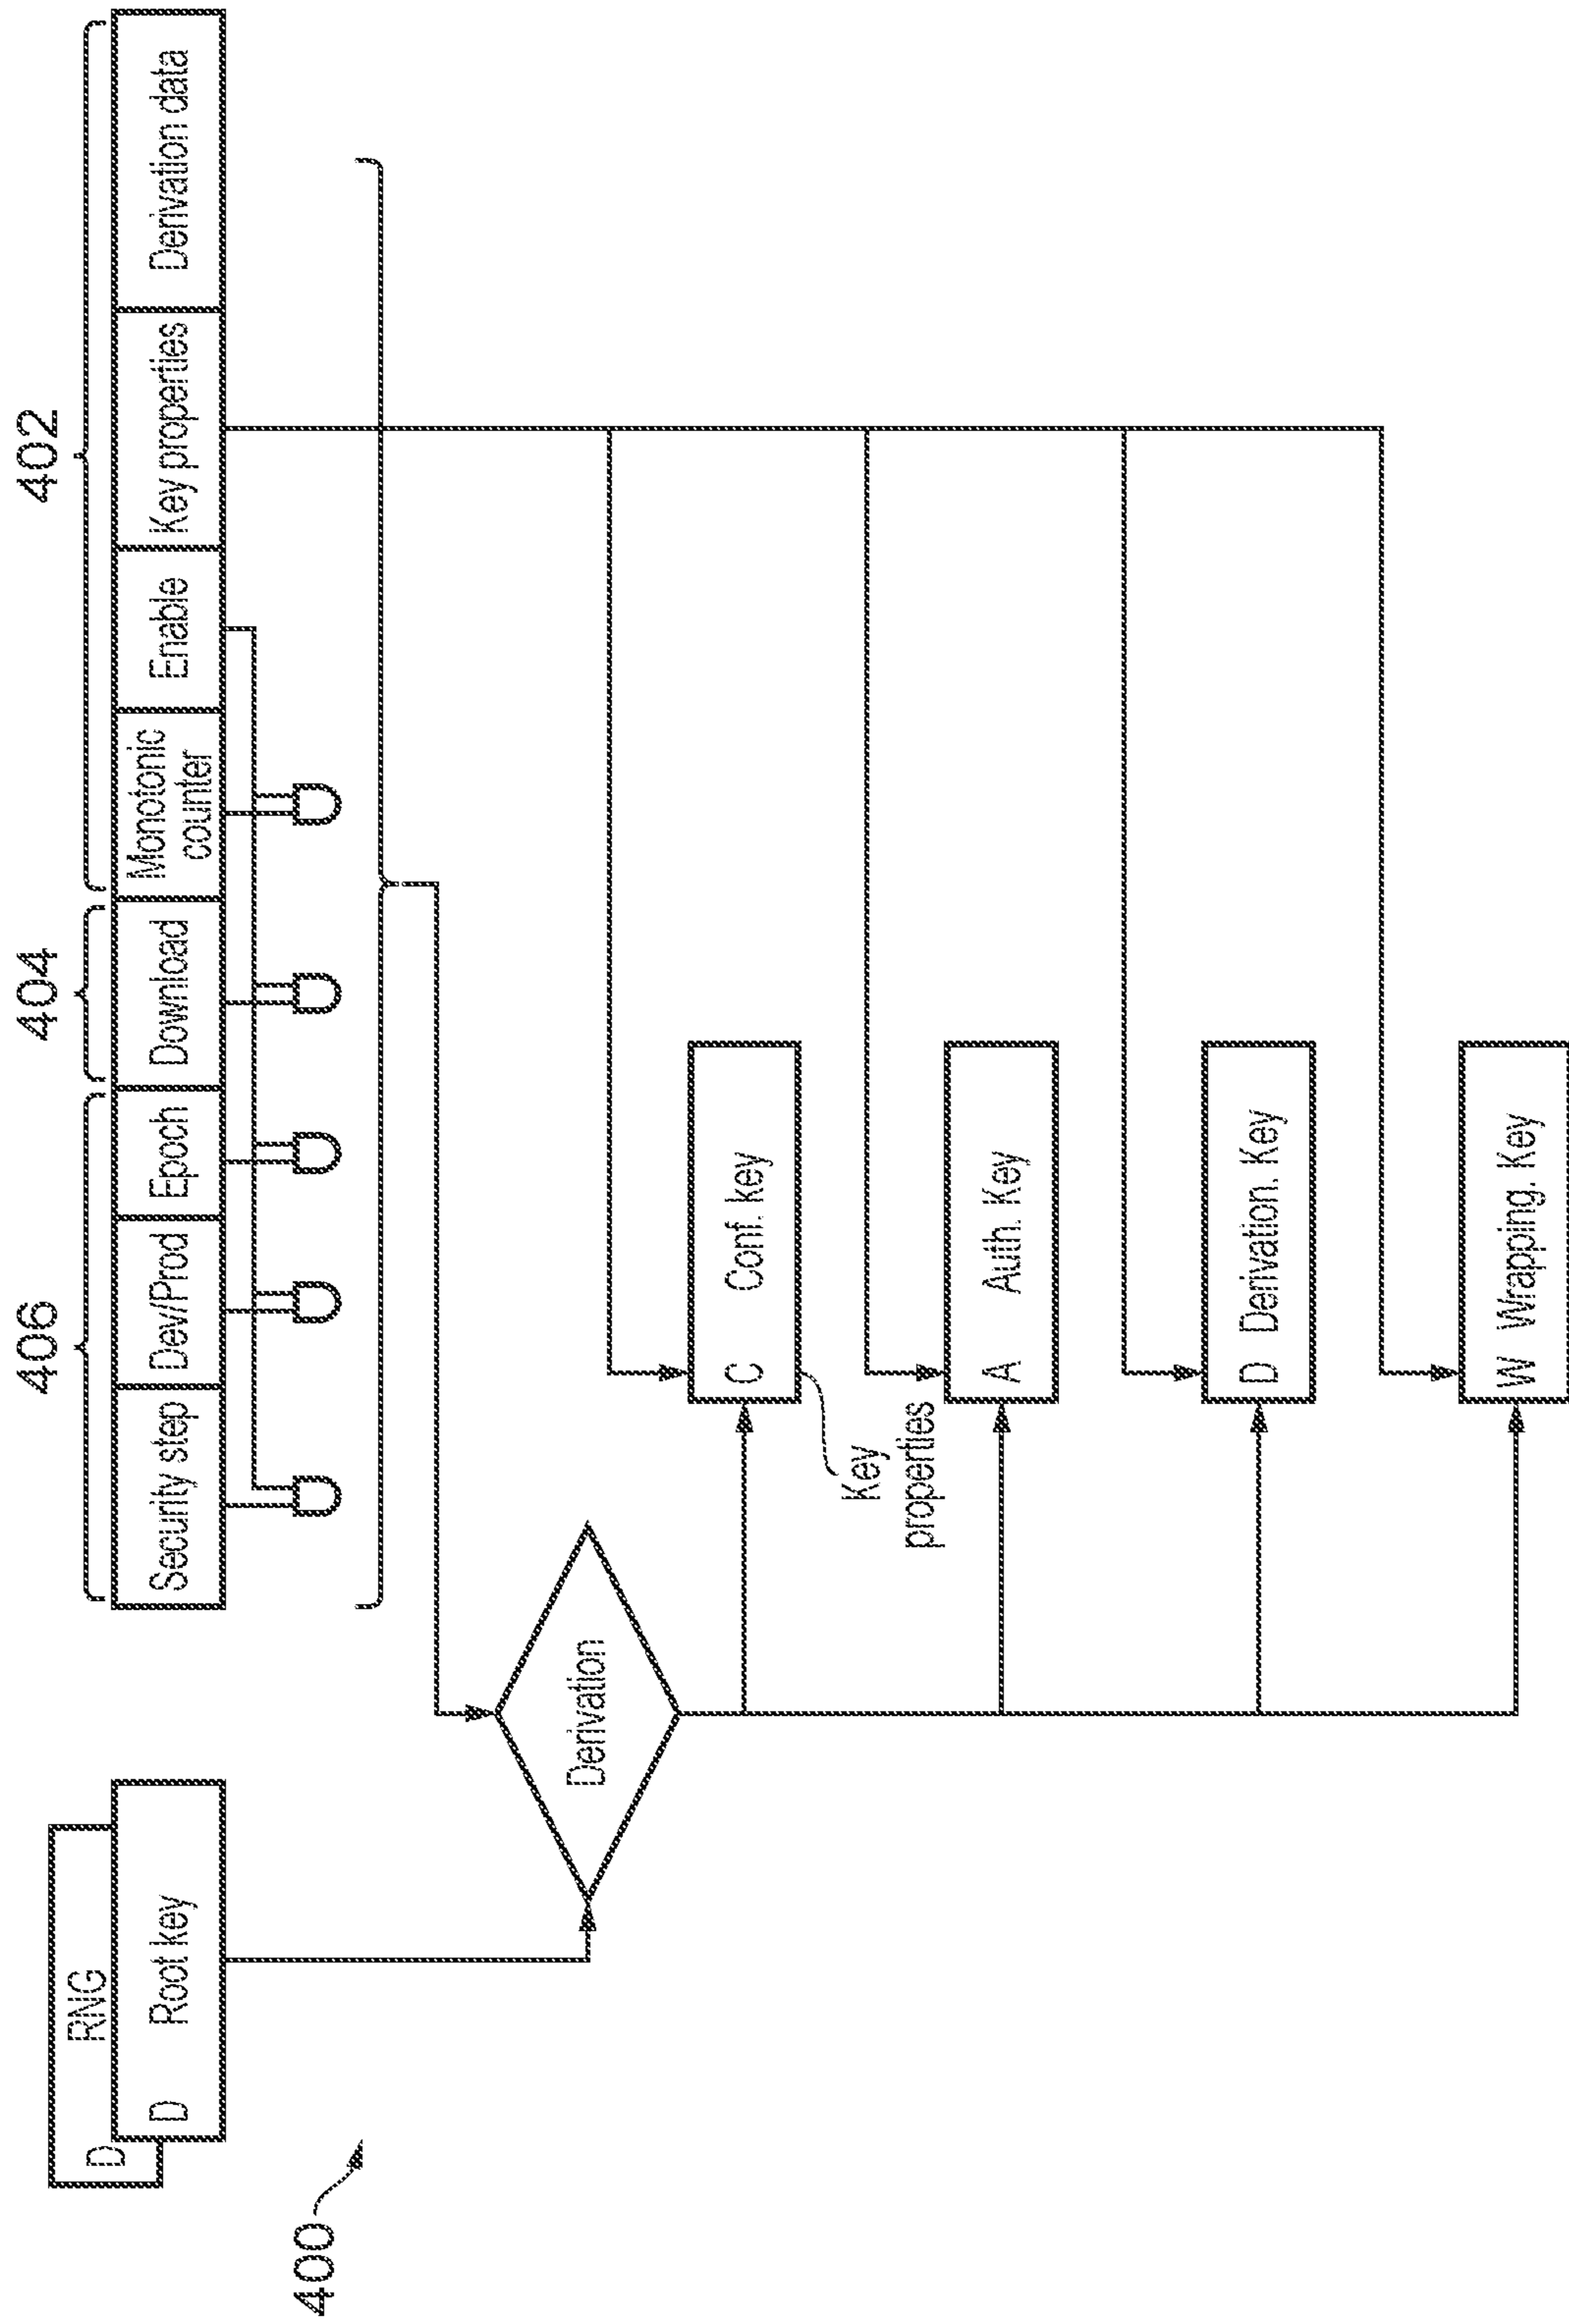 406
404
402
RNG
D
D Root key
Security step
Dev/Prod
Epoch
Download
Monotonic
counter
Enable
Key properties
Derivation data
400
Derivation
C Conf. key
Key
properties
A Auth. Key
D Derivation. Key
W Wrapping. Key